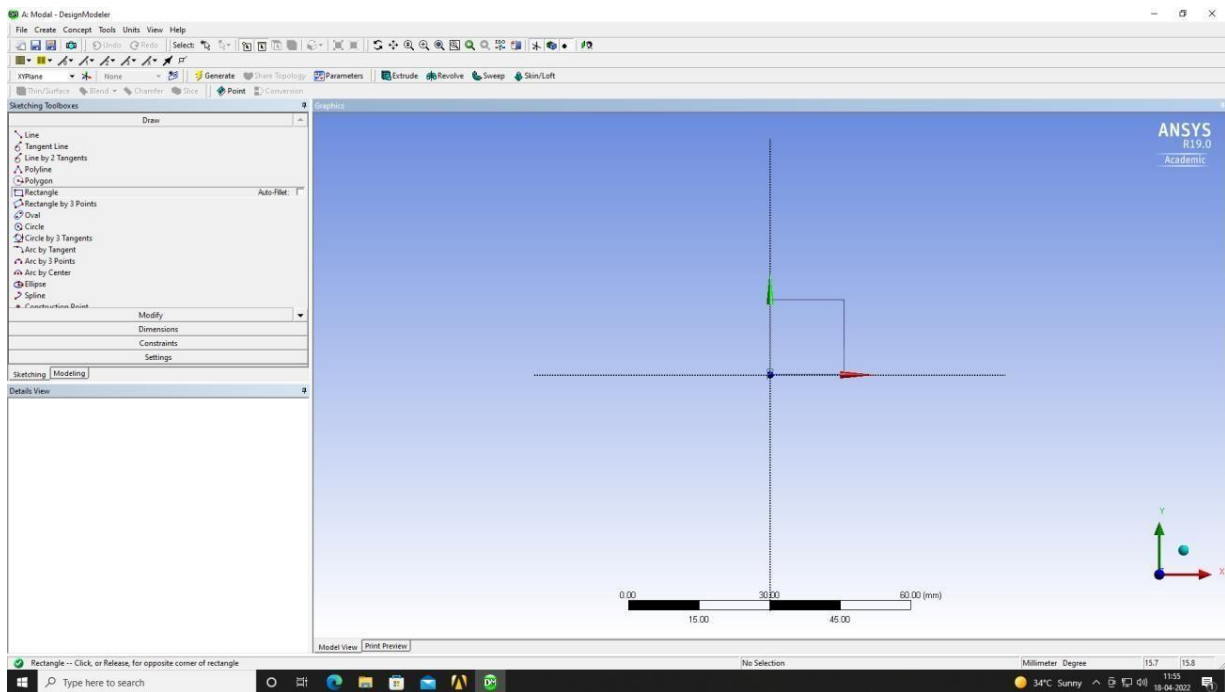 A: Modal - DesignModeler
File Create Concept Tools Units View Help
Undo Redo Select:
XYPlane None Generate Share Topology Parameters Extrude Revolve Sweep Skin/Loft
Thin/Surface Blend Chamfer Slice Point Conversion
Sketching Toolboxes
Draw
Line
Tangent Line
Line by 2 Tangents
Polyline
Polygon
Rectangle Auto-Fillet:
Rectangle by 3 Points
Oval
Circle
Circle by 3 Tangents
Arc by Tangent
Arc by 3 Points
Arc by Center
Ellipse
Spline
Construction Point
Modify
Dimensions
Constraints
Settings
Sketching Modeling
Details View
Graphics
ANSYS
R19.0
Academic
Y
X
0.00 30.00 60.00 (mm)
15.00 45.00
Model View Print Preview
Rectangle -- Click, or Release, for opposite corner of rectangle No Selection Millimeter Degree 15.7 15.8
Type here to search 34°C Sunny 11:55
18-04-2022